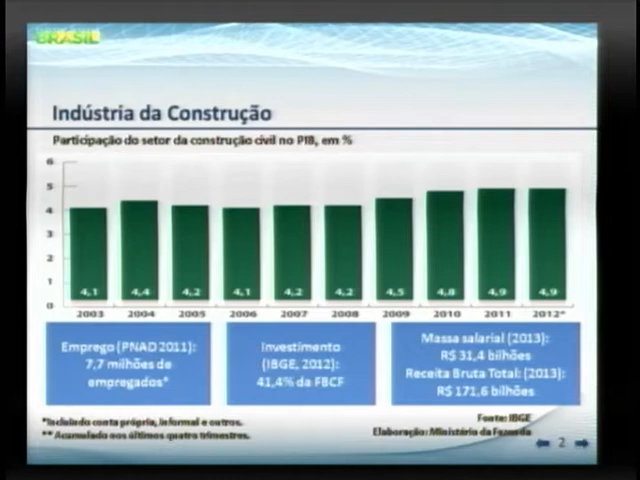 BRASIL
Indústria da Construção
Participação do setor da construção civil no PIB, em %
6
5
4
3
2
1
0
4,1 4,4 4,2 4,1 4,2 4,2 4,5 4,8 4,9 4,9
2003 2004 2005 2006 2007 2008 2009 2010 2011 2012*
Emprego (PNAD 2011):
7,7 milhões de
empregados*
Investimento
(IBGE, 2012):
41,4% da FBCF
Massa salarial (2013):
R$ 31,4 bilhões
Receita Bruta Total: (2013):
R$ 171,6 bilhões
*Incluindo conta própria, informal e outros.
** Acumulado nos últimos quatro trimestres.
Fonte: IBGE
Elaboração: Ministério da Fazenda
2